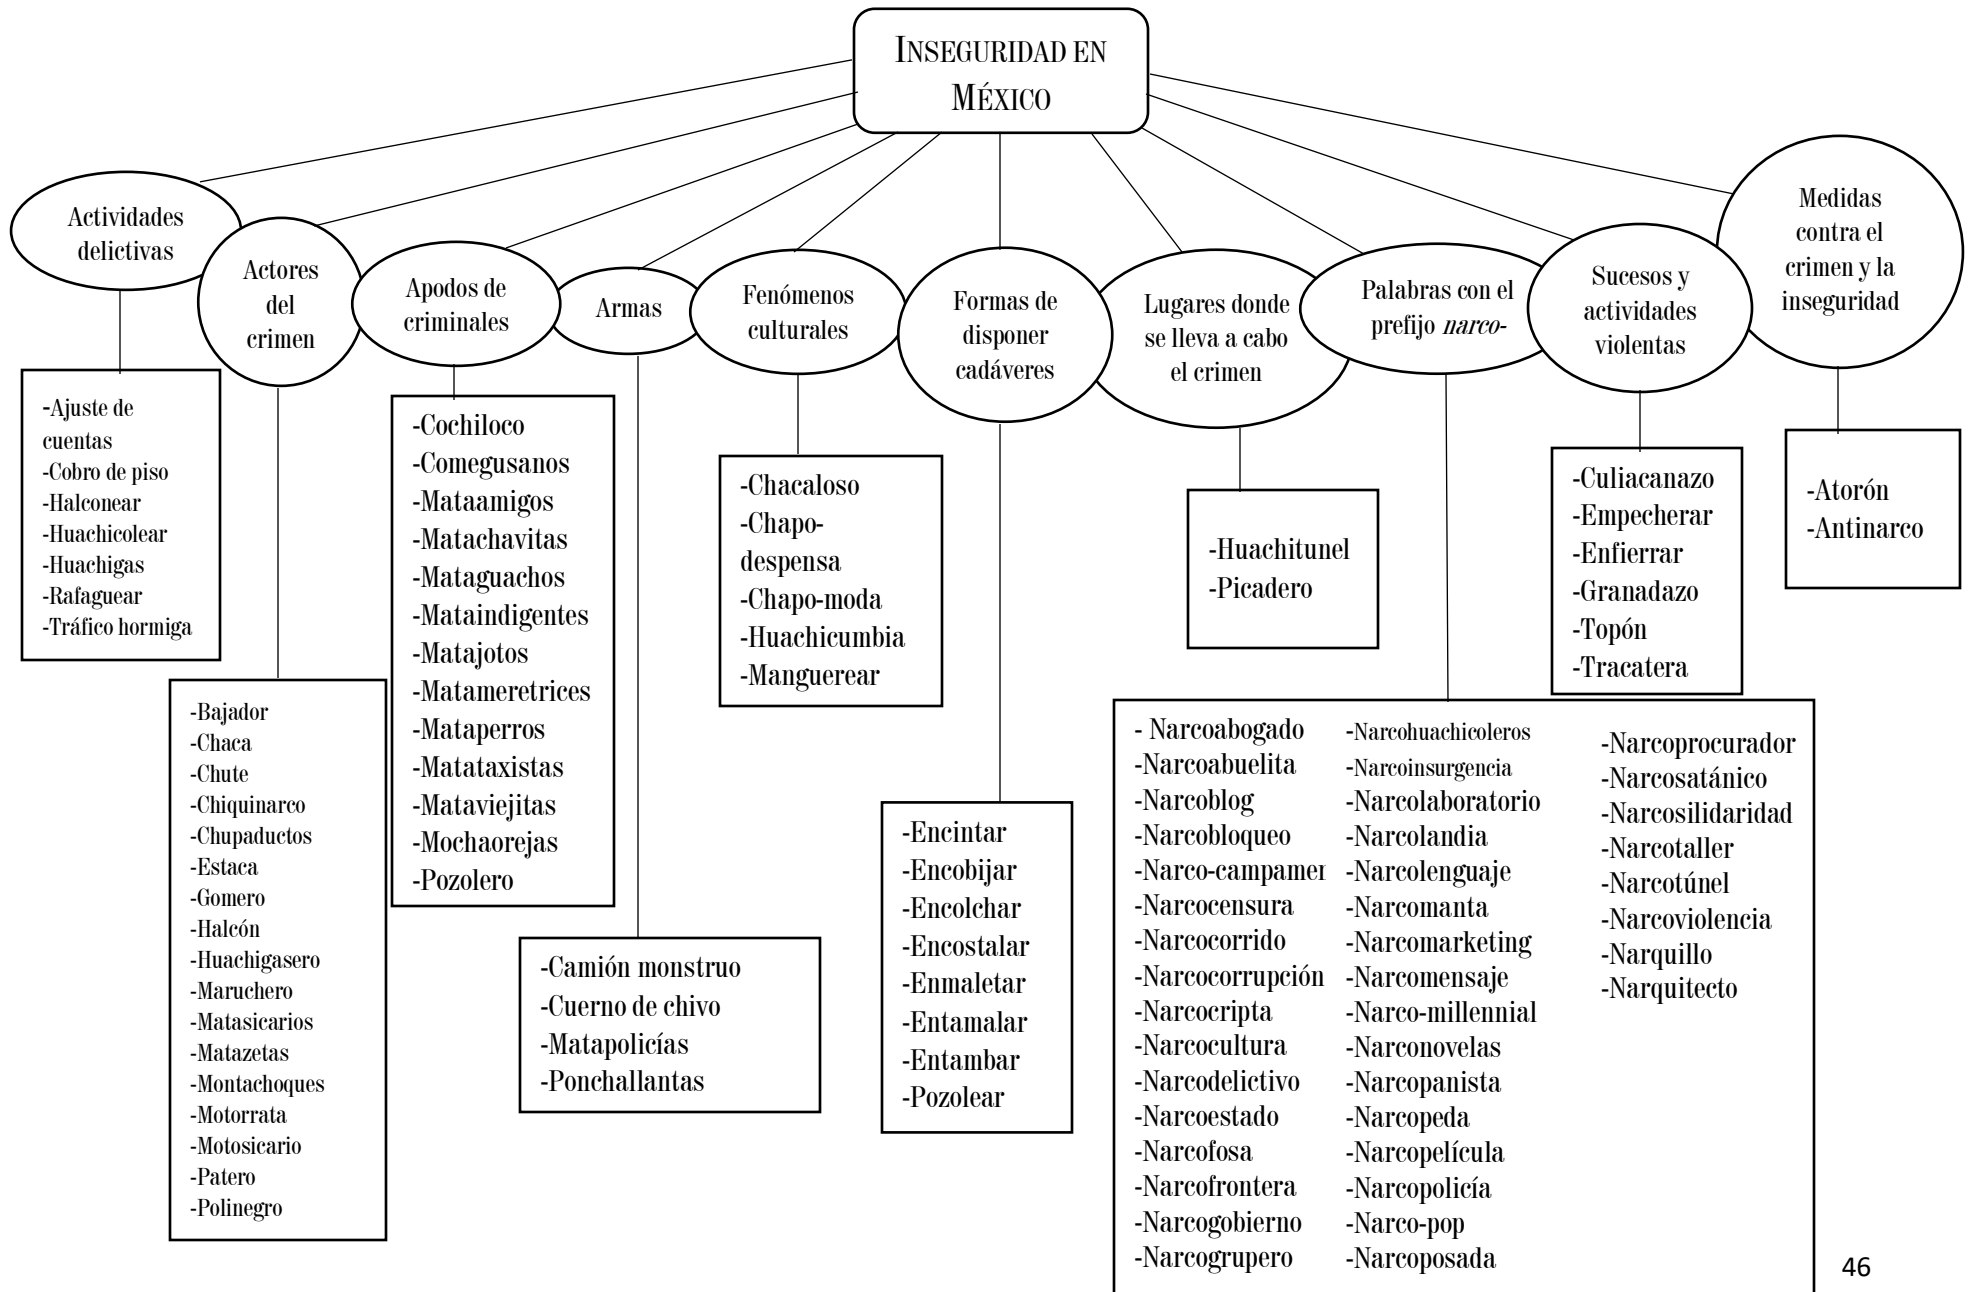 INSEGURIDAD EN
MÉXICO
Actividades
delictivas
-Ajuste de
cuentas
-Cobro de piso
-Halconear
-Huachicolear
-Huachigas
-Rafaguear
-Tráfico hormiga
Actores
del
crimen
-Bajador
-Chaca
-Chute
-Chiquinarco
-Chupaductos
-Estaca
-Gomero
-Halcón
-Huachigasero
-Maruchero
-Matasicarios
-Matazetas
-Montachoques
-Motorrata
-Motosicario
-Patero
-Polinegro
Apodos de
criminales
-Cochiloco
-Comegusanos
-Mataamigos
-Matachavitas
-Mataguachos
-Mataindigentes
-Matajotos
-Matameretrices
-Mataperros
-Matataxistas
-Mataviejitas
-Mochaorejas
-Pozolero
Armas
-Camión monstruo
-Cuerno de chivo
-Matapolicías
-Ponchallantas
Fenómenos
culturales
-Chacaloso
-Chapo-
despensa
-Chapo-moda
-Huachicumbia
-Manguerear
Formas de
disponer
cadáveres
-Encintar
-Encobijar
-Encolchar
-Encostalar
-Enmaletar
-Entamalar
-Entambar
-Pozolear
Lugares donde
se lleva a cabo
el crimen
-Huachitunel
-Picadero
Palabras con el
prefijo narco-
- Narcoabogado
-Narcoabuelita
-Narcoblog
-Narcobloqueo
-Narco-campamer
-Narcocensura
-Narcocorrido
-Narcocorrupción
-Narcocripta
-Narcocultura
-Narcodelictivo
-Narcoestado
-Narcofosa
-Narcofrontera
-Narcogobierno
-Narcogrupero
-Narcohuachicoleros
-Narcoinsurgencia
-Narcolaboratorio
-Narcolandia
-Narcolenguaje
-Narcomanta
-Narcomarketing
-Narcomensaje
-Narco-millennial
-Narconovelas
-Narcopanista
-Narcopeda
-Narcopelícula
-Narcopolicía
-Narco-pop
-Narcoposada
-Narcoprocurador
-Narcosatánico
-Narcosilidaridad
-Narcotaller
-Narcotúnel
-Narcoviolencia
-Narquillo
-Narquitecto
Sucesos y
actividades
violentas
-Culiacanazo
-Empecherar
-Enfierrar
-Granadazo
-Topón
-Tracatera
Medidas
contra el
crimen y la
inseguridad
-Atorón
-Antinarco
46